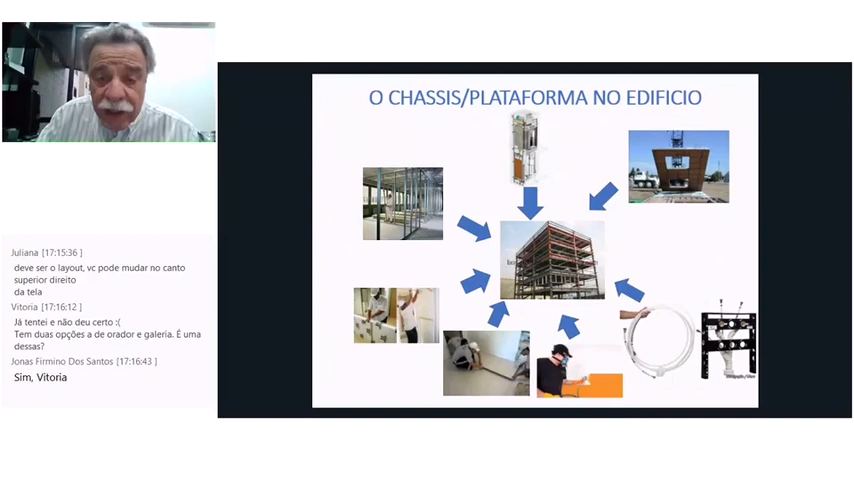 O CHASSIS/PLATAFORMA NO EDIFICIO
Juliana [17:15:36 ]
deve ser o layout, vc pode mudar no canto
superior direito
da tela
Vitoria [17:16:12 ]
Já tentei e não deu certo :(
Tem duas opções a de orador e galeria. É uma
dessas?
Jonas Firmino Dos Santos [17:16:43 ]
Sim, Vitoria